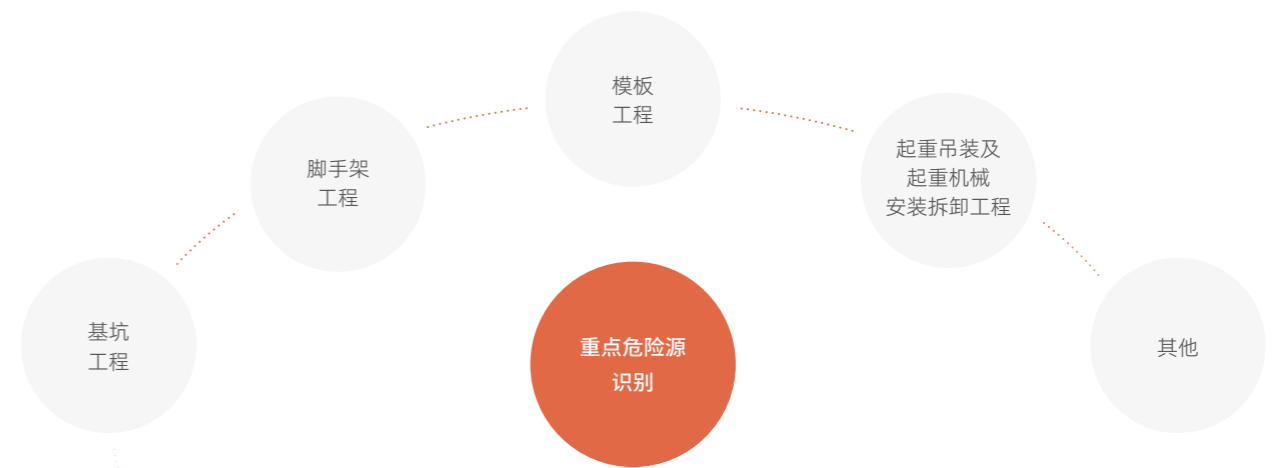 模板
工程
脚手架
工程
起重吊装及
起重机械
安装拆卸工程
基坑
工程
重点危险源
识别
其他